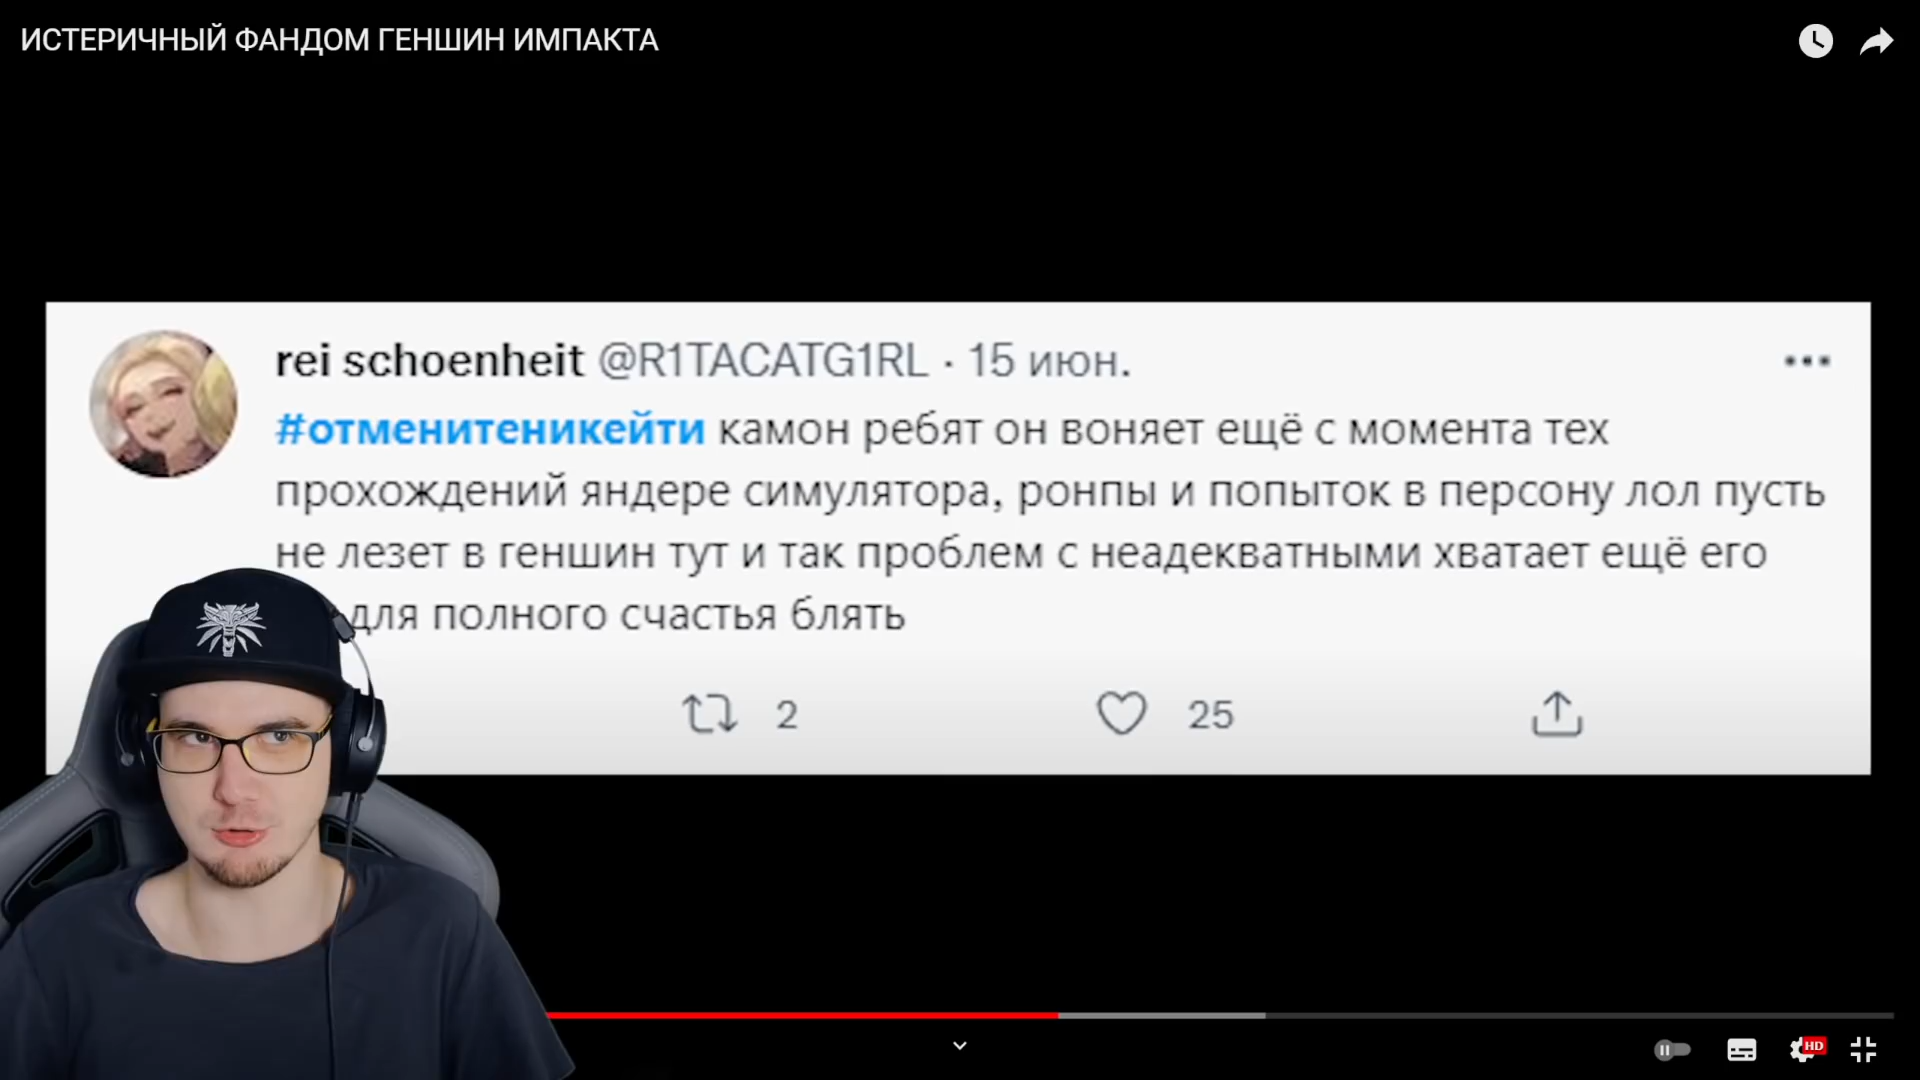 ИСТЕРИЧНЫЙ ФАНДОМ ГЕНШИН ИМПАКТА
rei schoenheit @R1TACATG1RL · 15 июн.
#отменитеникейти камон ребят он воняет ещё с момента тех
прохождений яндере симулятора, ронпы и попыток в персону лол пусть
не лезет в геншин тут и так проблем с неадекватными хватает ещё его
для полного счастья блять
2
25
HD